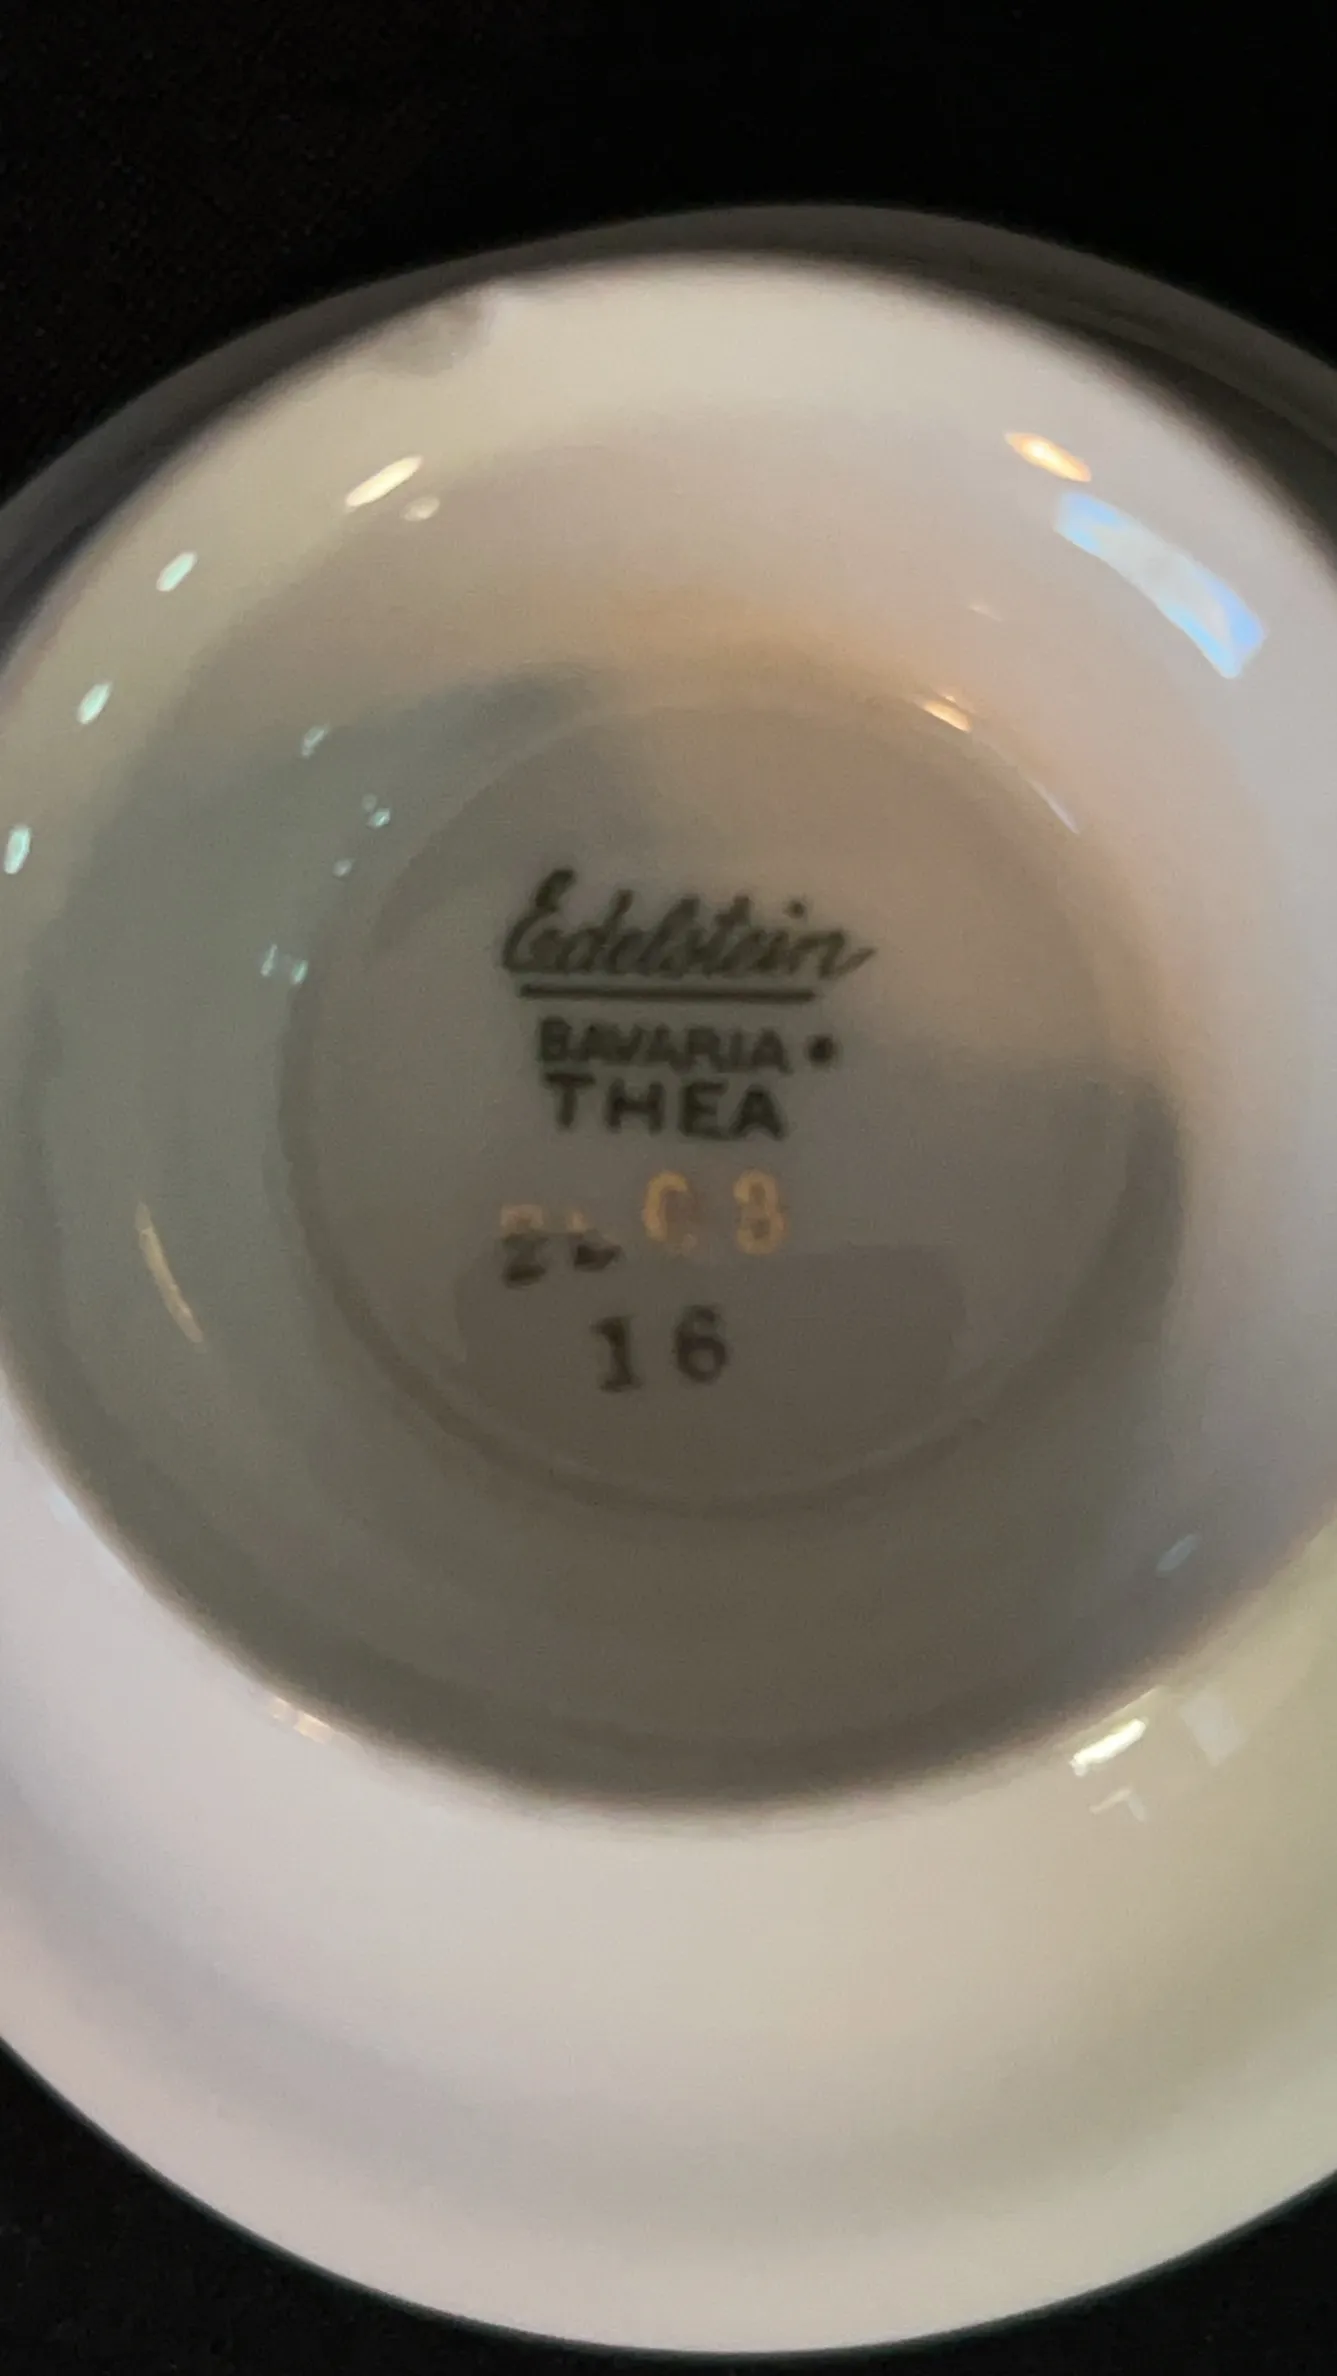 Edelstein
BAVARIA •
THEA
16